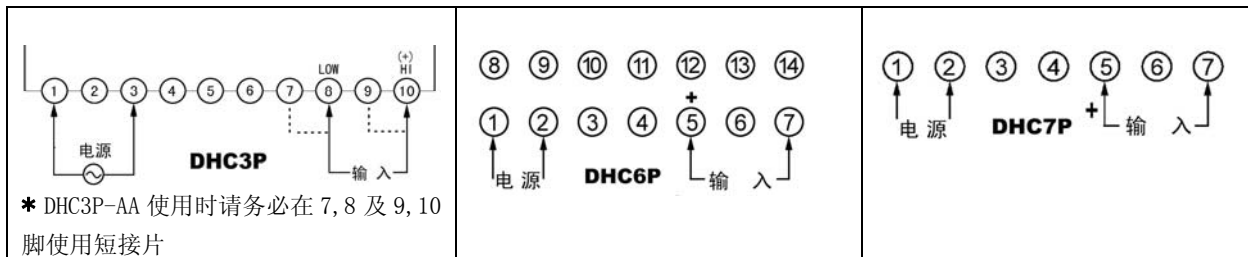 (+)
LOW HI
① ② ③ ④ ⑤ ⑥ ⑦ ⑧ ⑨ ⑩
电源
DHC3P
输 入
* DHC3P-AA 使用时请务必在 7,8 及 9,10
脚使用短接片
⑧ ⑨ ⑩ ⑪ ⑫ ⑬ ⑭
+
① ② ③ ④ ⑤ ⑥ ⑦
电 源 DHC6P 输 入
① ② ③ ④ ⑤ ⑥ ⑦
电 源 DHC7P + 输 入